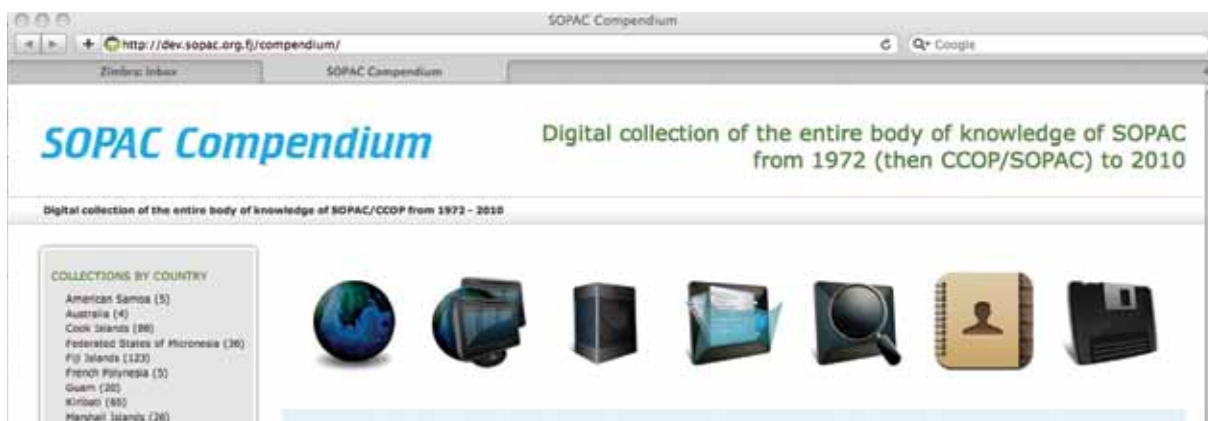 SOPAC Compendium
http://dev.sopac.org.fj/compendium/
Google
Zimbra: Inbox
SOPAC Compendium
SOPAC Compendium
Digital collection of the entire body of knowledge of SOPAC
from 1972 (then CCOP/SOPAC) to 2010
Digital collection of the entire body of knowledge of SOPAC/CCOP from 1972 - 2010
COLLECTIONS BY COUNTRY
American Samoa (5)
Australia (4)
Cook Islands (88)
Federated States of Micronesia (36)
Fiji Islands (123)
French Polynesia (5)
Guam (20)
Kiribati (65)
Marshall Islands (26)